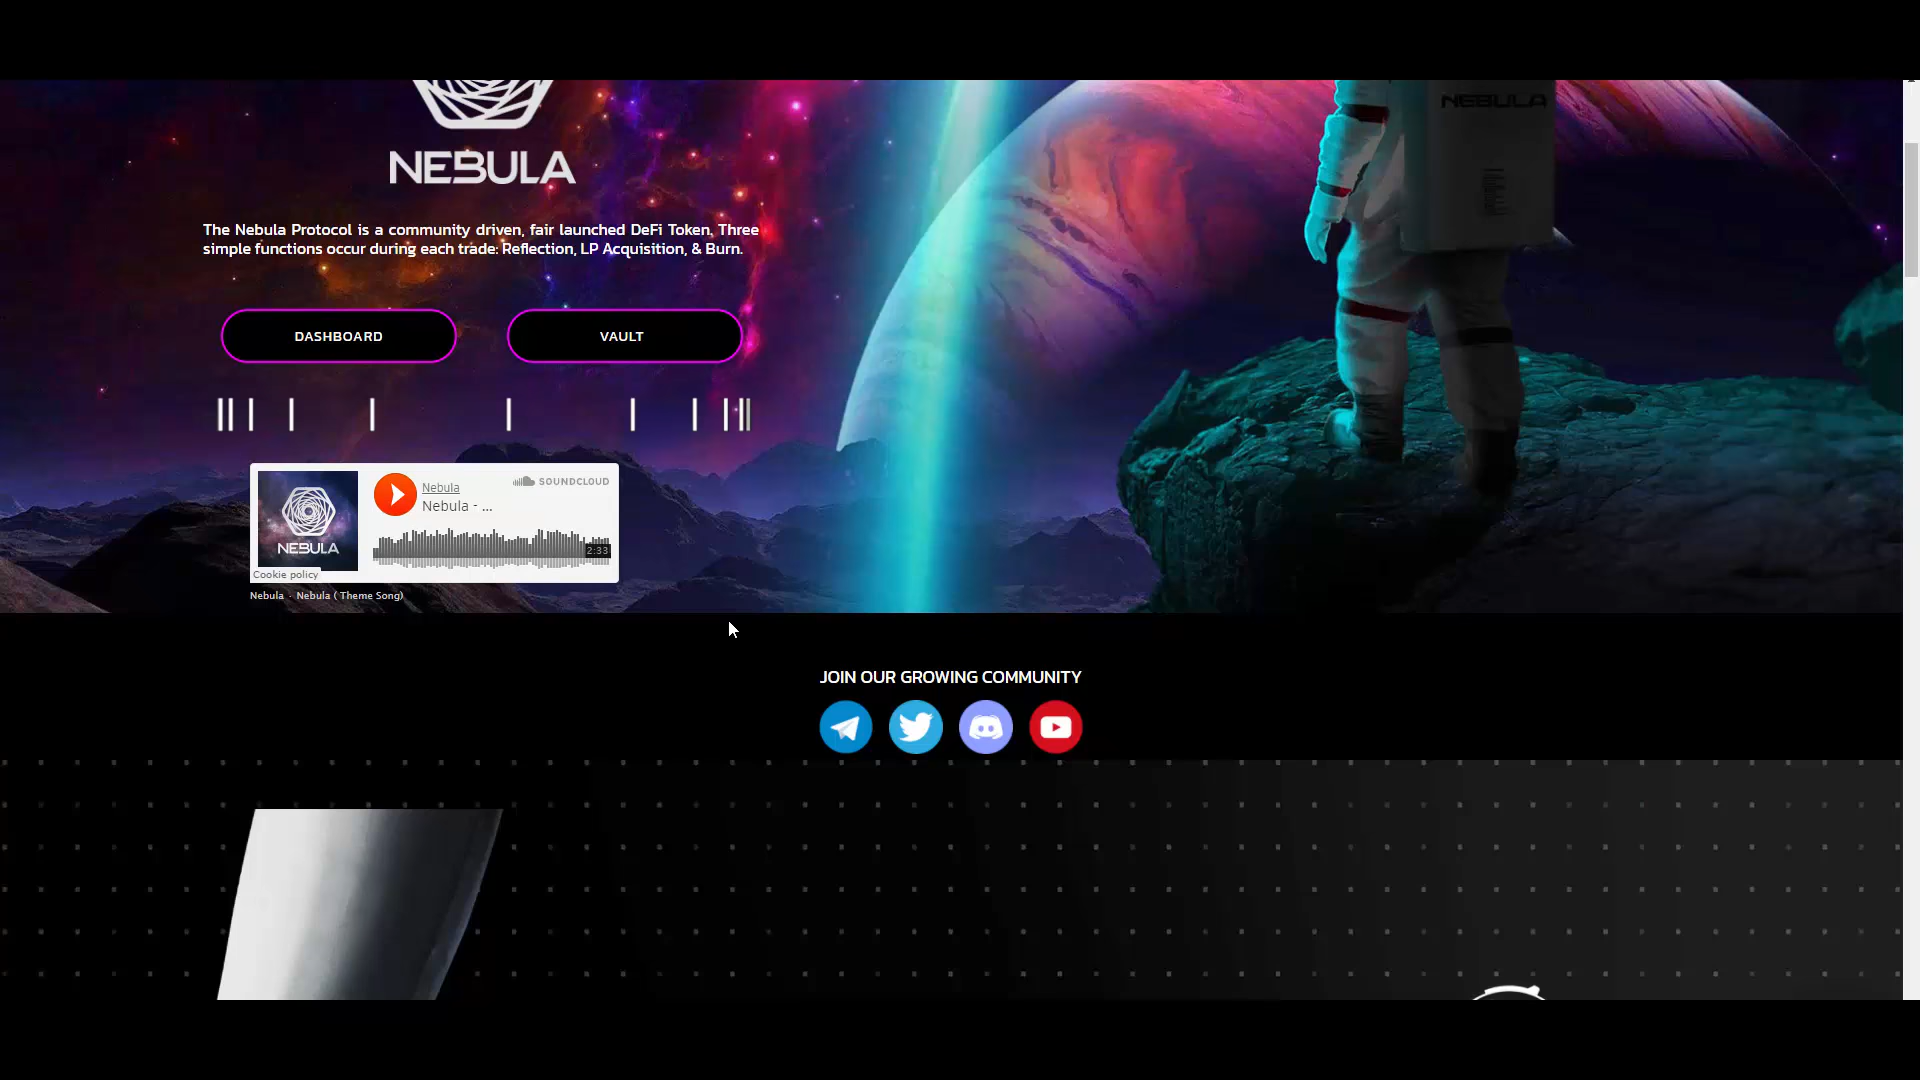 NEBULA
NEBULA
The Nebula Protocol is a community driven, fair launched DeFi Token. Three
simple functions occur during each trade: Reflection, LP Acquisition, & Burn.
DASHBOARD
VAULT
SOUNDCLOUD
Nebula
Nebula - ...
NEBULA
2:33
Cookie policy
Nebula · Nebula ( Theme Song)
JOIN OUR GROWING COMMUNITY